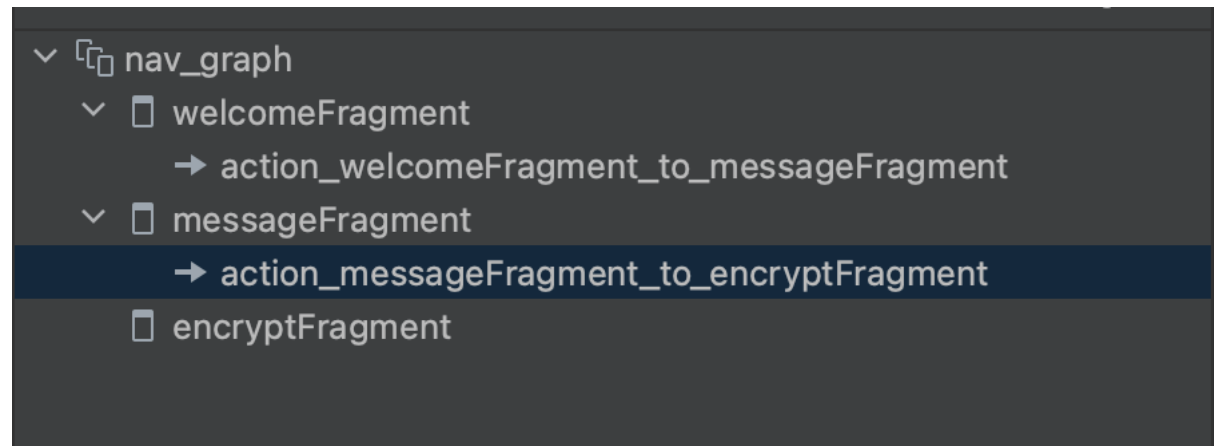 nav_graph
welcomeFragment
action_welcomeFragment_to_messageFragment
messageFragment
action_messageFragment_to_encryptFragment
encryptFragment